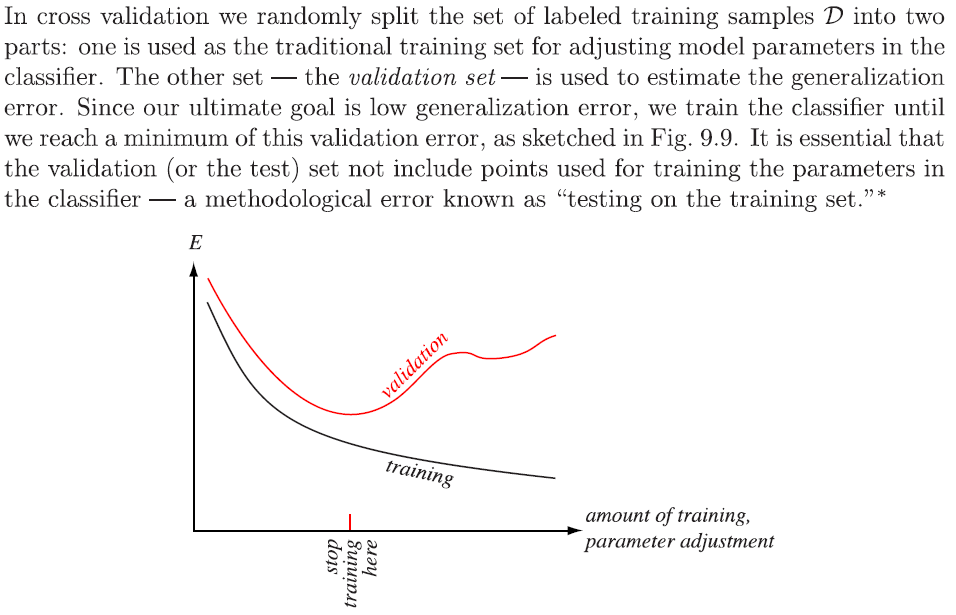 In cross validation we randomly split the set of labeled training samples 𝒟 into two
parts: one is used as the traditional training set for adjusting model parameters in the
classifier. The other set — the validation set — is used to estimate the generalization
error. Since our ultimate goal is low generalization error, we train the classifier until
we reach a minimum of this validation error, as sketched in Fig. 9.9. It is essential that
the validation (or the test) set not include points used for training the parameters in
the classifier — a methodological error known as “testing on the training set.”*
E
validation
training
amount of training,
parameter adjustment
stop
training
here